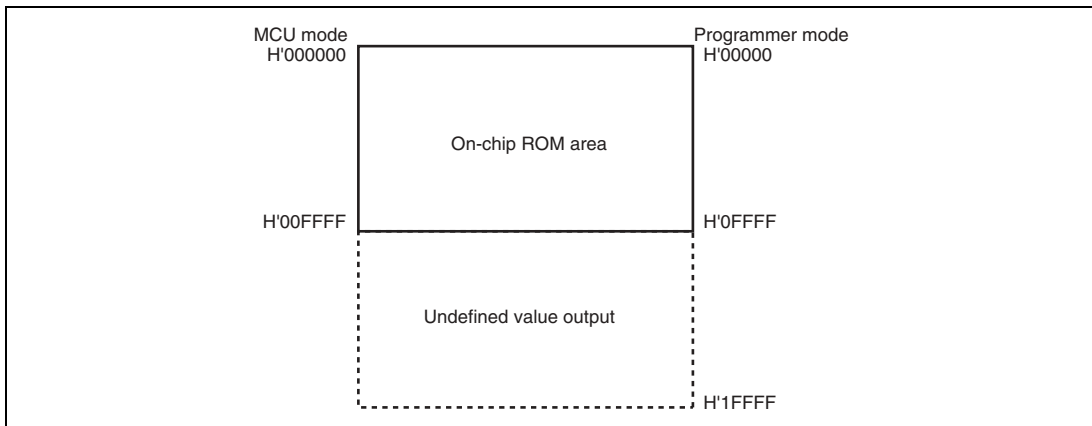 MCU mode
H'000000
Programmer mode
H'00000
On-chip ROM area
H'00FFFF
H'0FFFF
Undefined value output
H'1FFFF